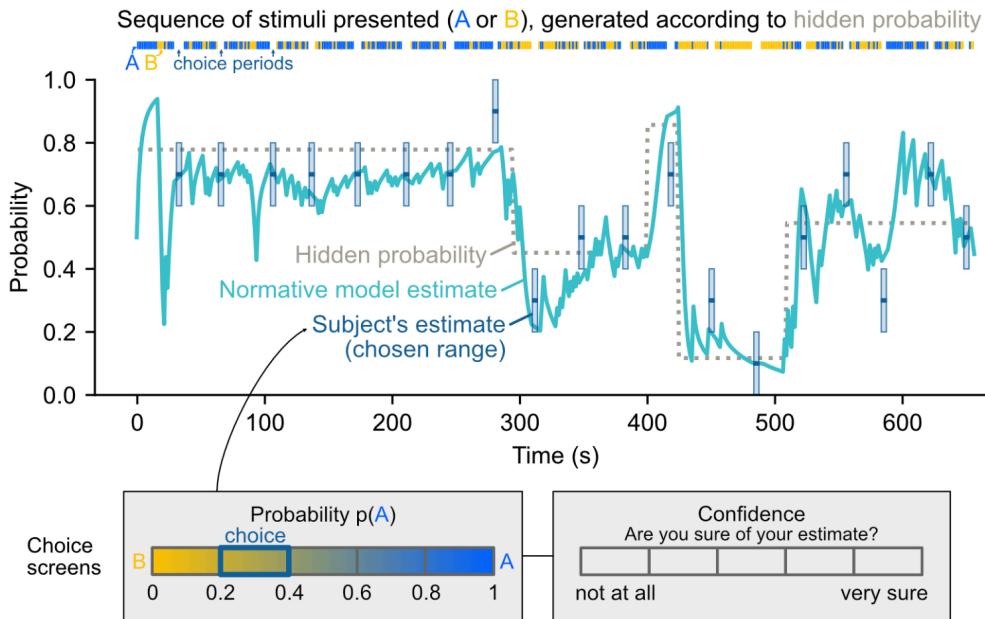 Sequence of stimuli presented (A or B), generated according to hidden probability
A B choice periods
Probability
1.0
0.8
0.6
0.4
0.2
0.0
Hidden probability
Normative model estimate
Subject's estimate
(chosen range)
0 100 200 300 400 500 600
Time (s)
Choice
screens
Probability p(A)
choice
B A
0 0.2 0.4 0.6 0.8 1
Confidence
Are you sure of your estimate?
not at all very sure